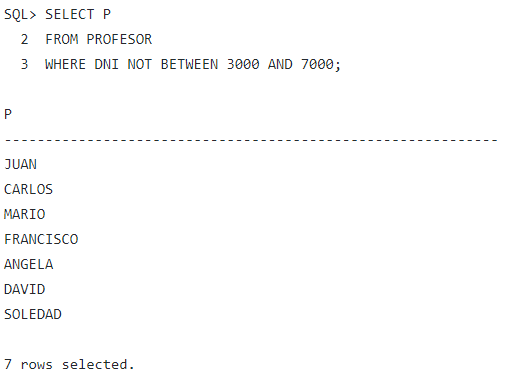 SQL> SELECT P
  2  FROM PROFESOR
  3  WHERE DNI NOT BETWEEN 3000 AND 7000;
P
------------------------------------------------------------
JUAN
CARLOS
MARIO
FRANCISCO
ANGELA
DAVID
SOLEDAD
7 rows selected.